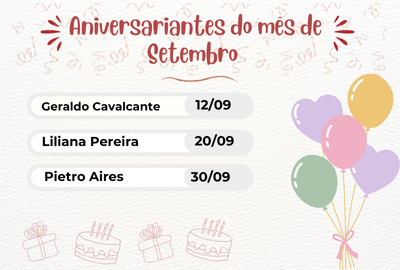 Aniversariantes do mês de
Setembro
Geraldo Cavalcante 12/09
Liliana Pereira 20/09
Pietro Aires 30/09